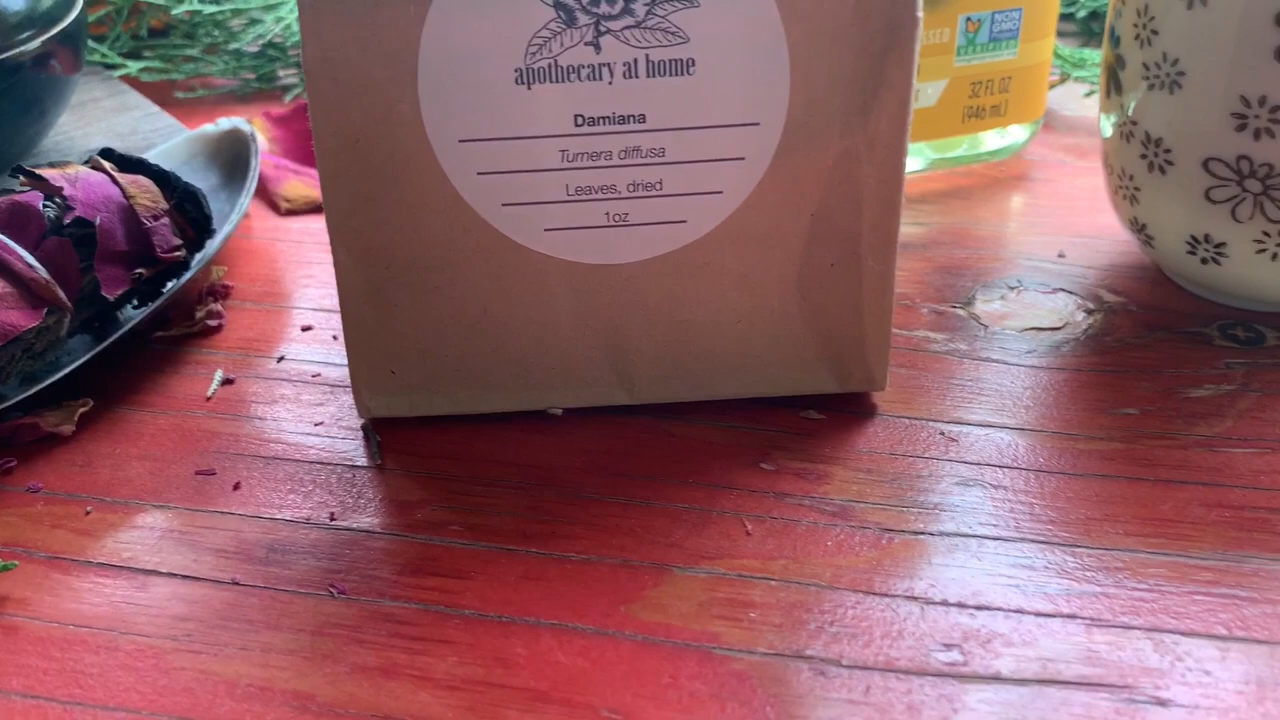 apothecary at home
Damiana
Turnera diffusa
Leaves, dried
1oz
NON
GMO
VERIFIED
32 FL OZ
(946 mL)